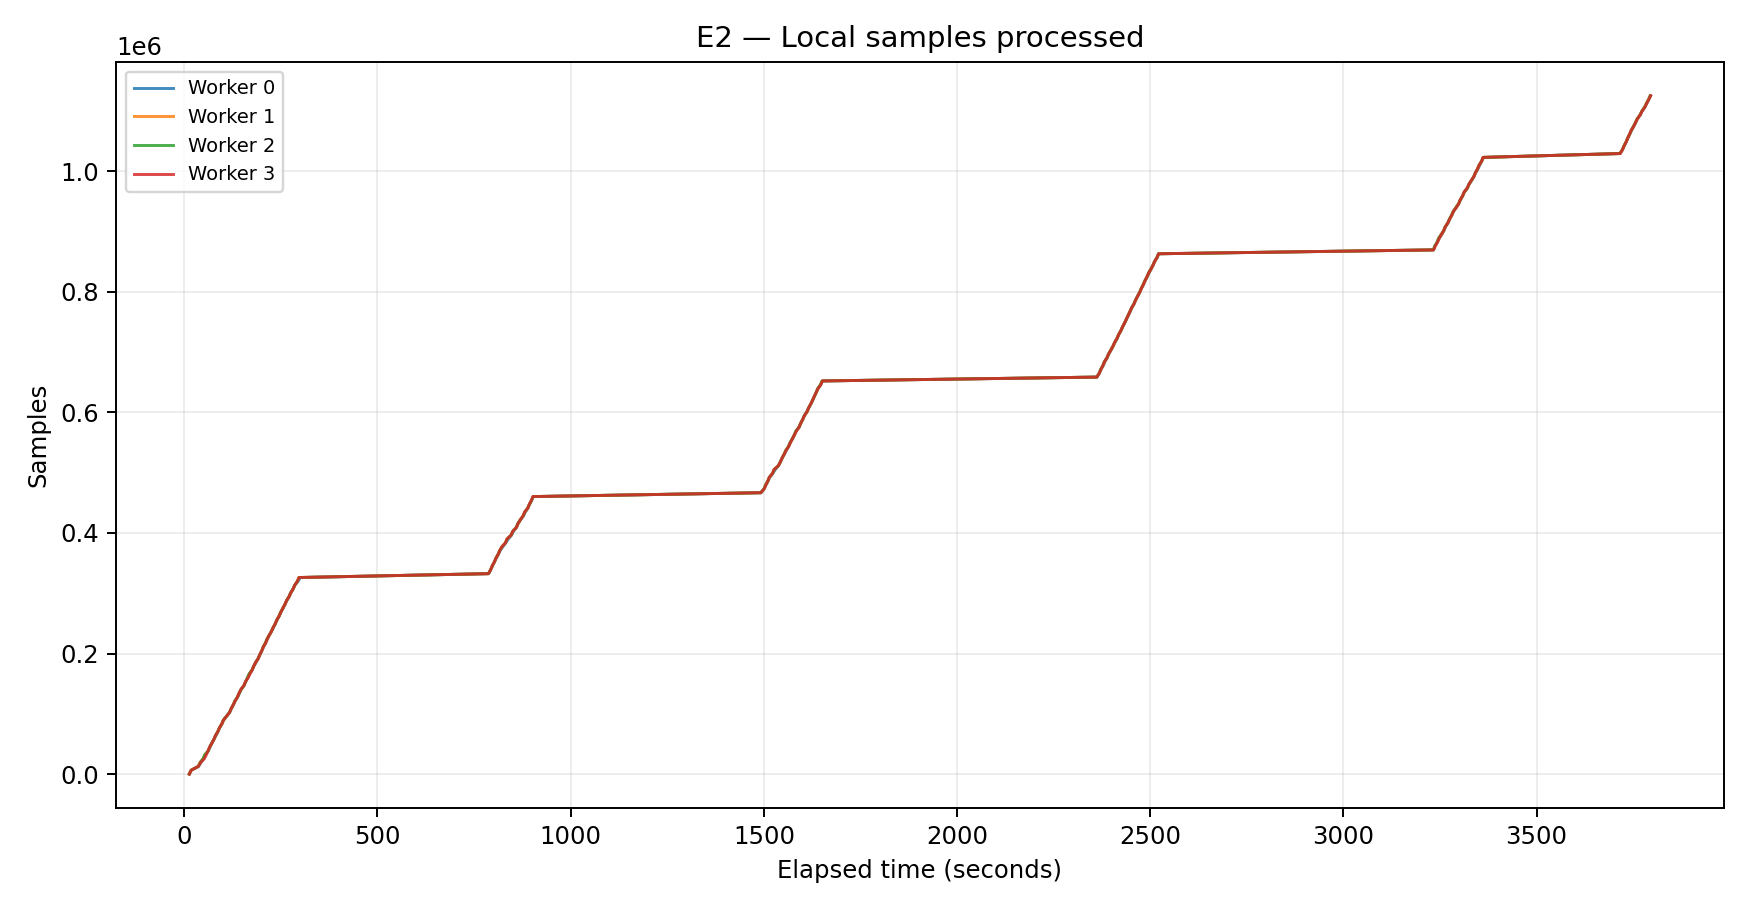 E2 — Local samples processed
1e6
Worker 0
Worker 1
Worker 2
Worker 3
1.0
0.8
0.6
0.4
0.2
0.0
Samples
0 500 1000 1500 2000 2500 3000 3500
Elapsed time (seconds)